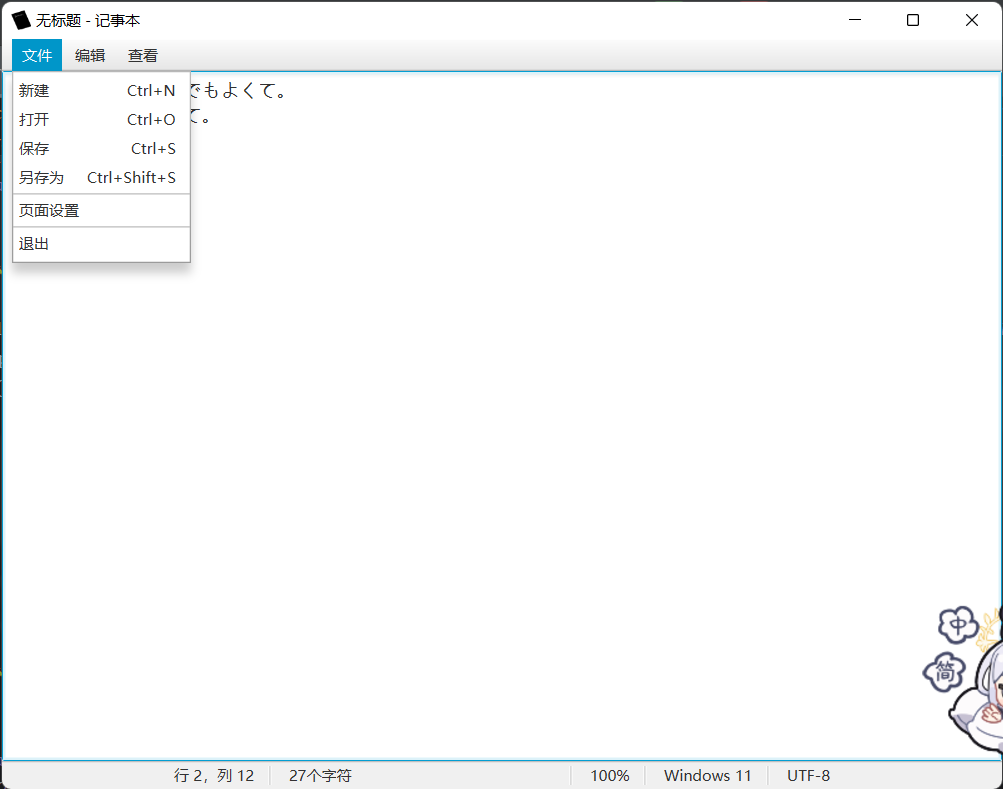 无标题 - 记事本
文件 编辑 查看
新建 Ctrl+N
打开 Ctrl+O
保存 Ctrl+S
另存为 Ctrl+Shift+S
页面设置
退出
でもよくて。
て。
中
简
行 2，列 12 27个字符 100% Windows 11 UTF-8